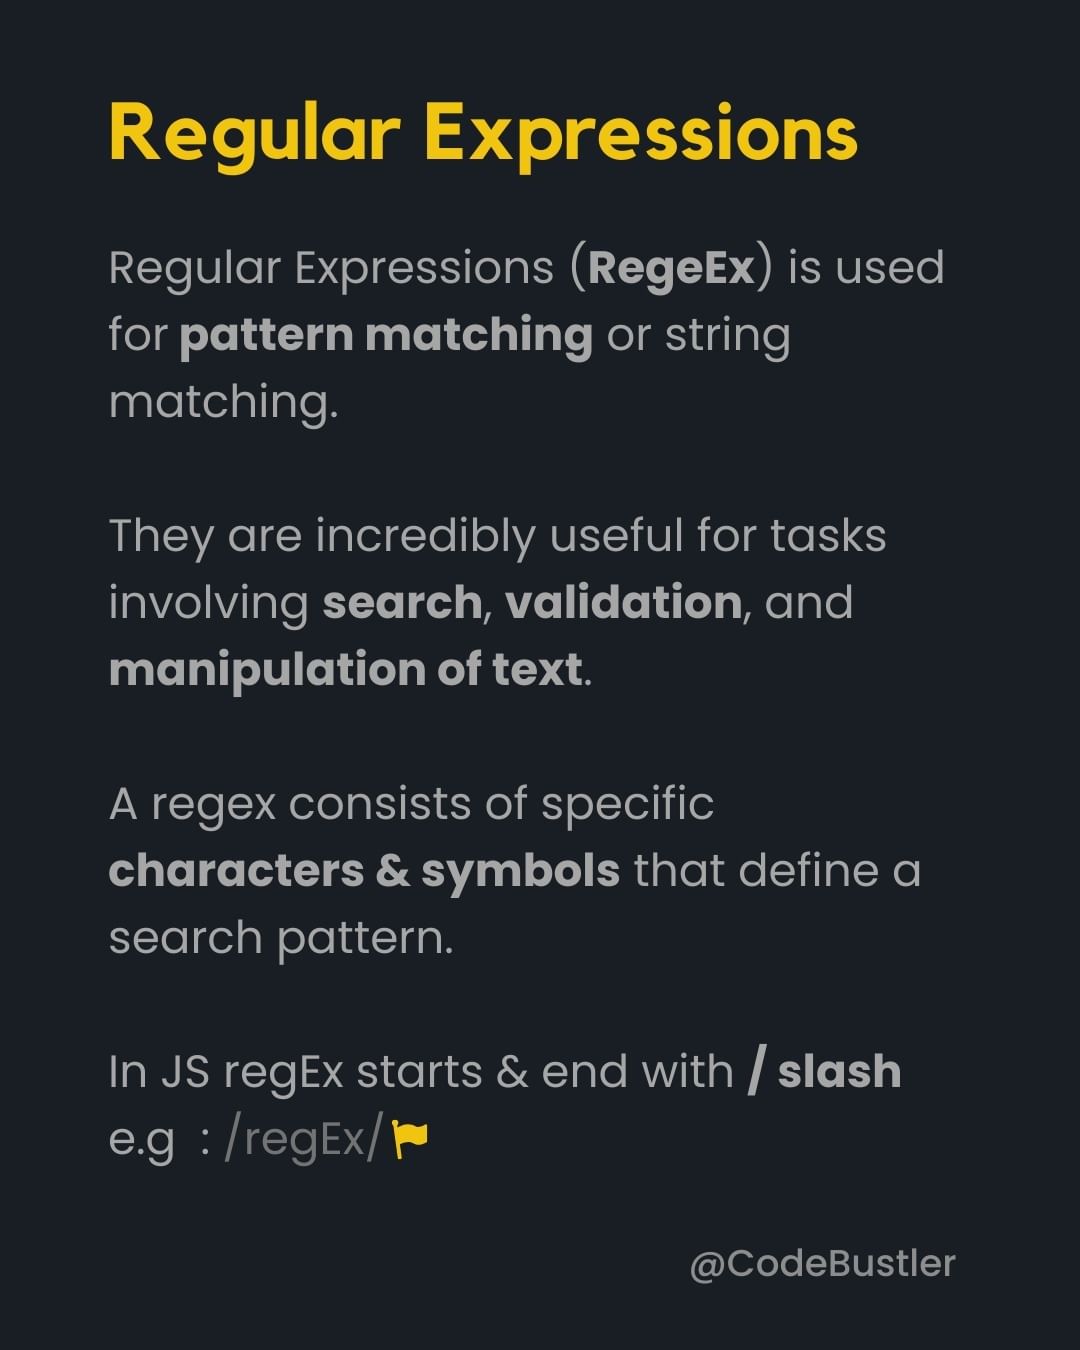 Regular Expressions
Regular Expressions (RegeEx) is used
for pattern matching or string
matching.
They are incredibly useful for tasks
involving search, validation, and
manipulation of text.
A regex consists of specific
characters & symbols that define a
search pattern.
In JS regEx starts & end with / slash
e.g : /regEx/
@CodeBustler